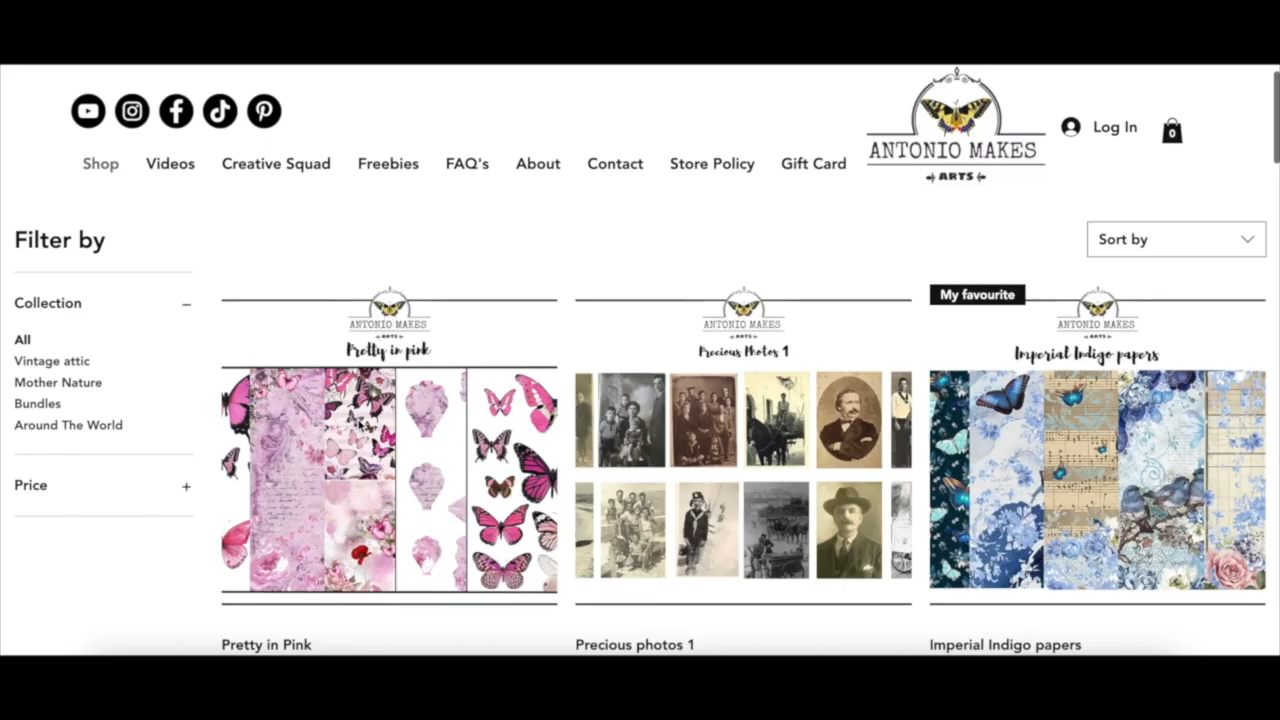 Shop Videos Creative Squad Freebies FAQ's About Contact Store Policy Gift Card
ANTONIO MAKES
ARTS
Log In
0
Filter by
Sort by
Collection
All
Vintage attic
Mother Nature
Bundles
Around The World
Price
ANTONIO MAKES
ARTS
Pretty in pink
Pretty in Pink
ANTONIO MAKES
ARTS
Precious Photos 1
Precious photos 1
My favourite
ANTONIO MAKES
ARTS
Imperial Indigo papers
Imperial Indigo papers